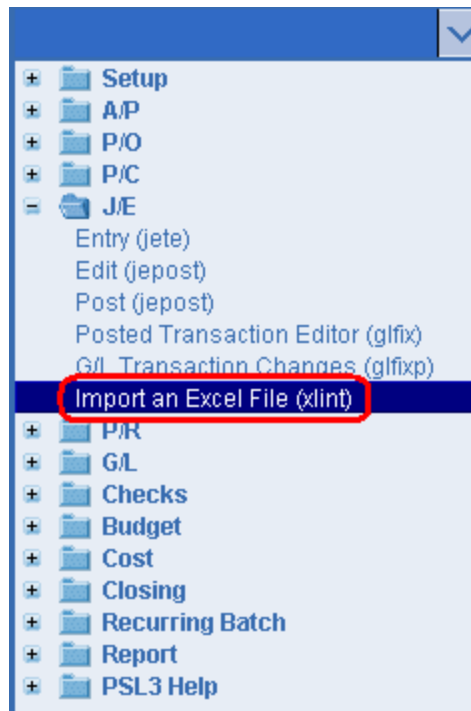 Setup
A/P
P/O
P/C
J/E
Entry (jete)
Edit (jepost)
Post (jepost)
Posted Transaction Editor (glfix)
G/L Transaction Changes (glfixp)
Import an Excel File (xlint)
P/R
G/L
Checks
Budget
Cost
Closing
Recurring Batch
Report
PSL3 Help